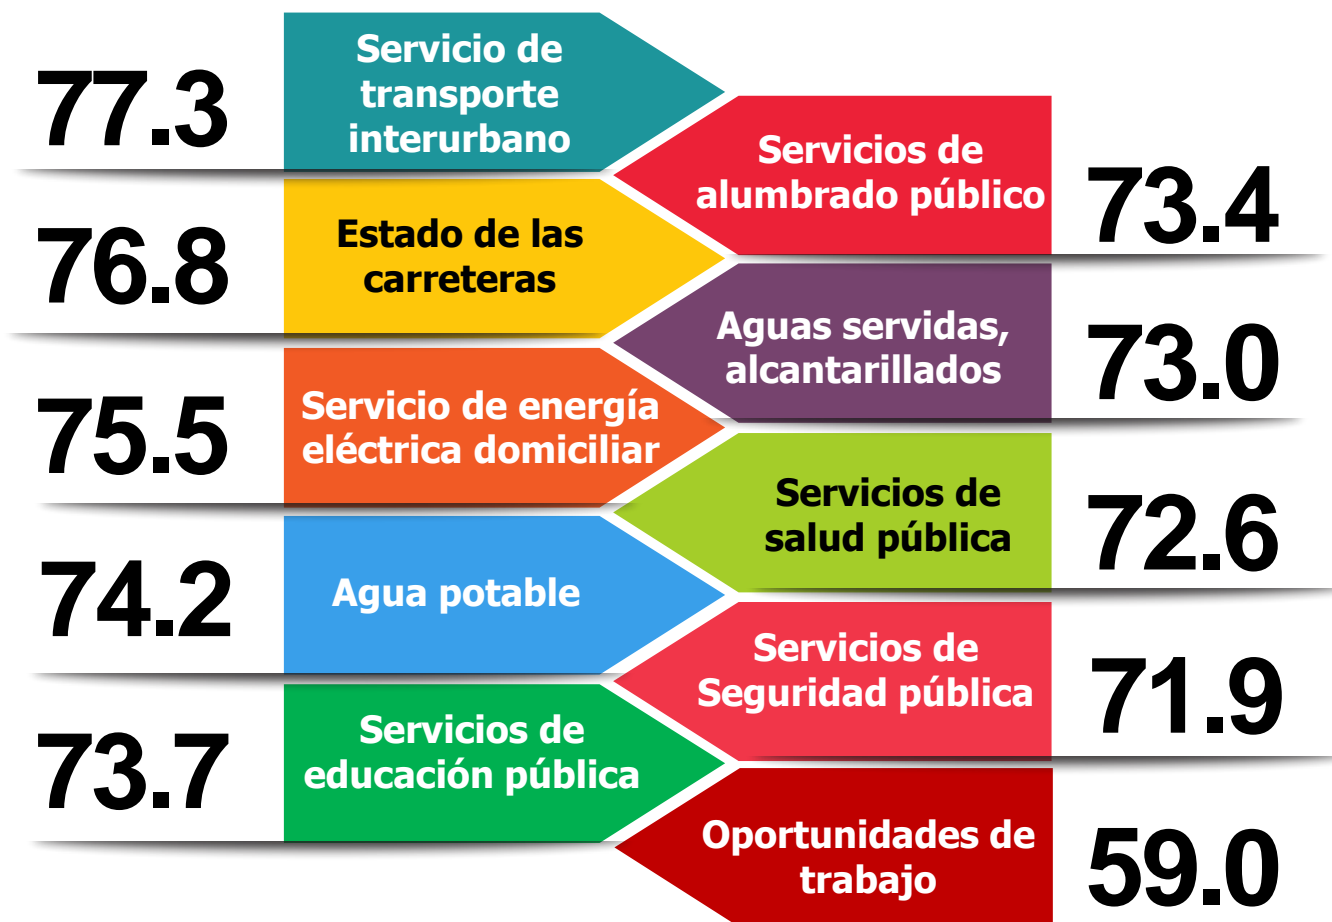 77.3
Servicio de
transporte
interurbano
76.8
Estado de las
carreteras
75.5
Servicio de energía
eléctrica domiciliar
74.2
Agua potable
73.7
Servicios de
educación pública
Servicios de
alumbrado público
73.4
Aguas servidas,
alcantarillados
73.0
Servicios de
salud pública
72.6
Servicios de
Seguridad pública
71.9
Oportunidades de
trabajo
59.0